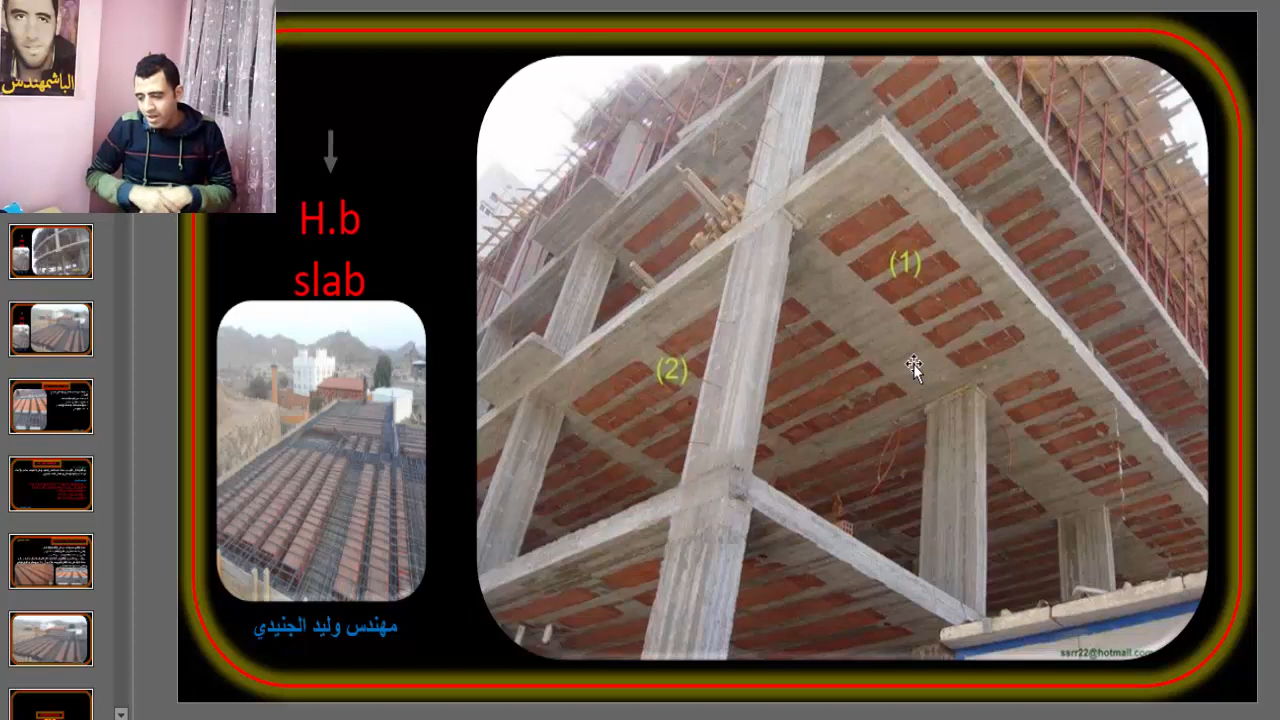 الباشمهندس
H.b
slab
(1)
(2)
مهندس وليد الجنيدي
ssrr22@hotmail.com